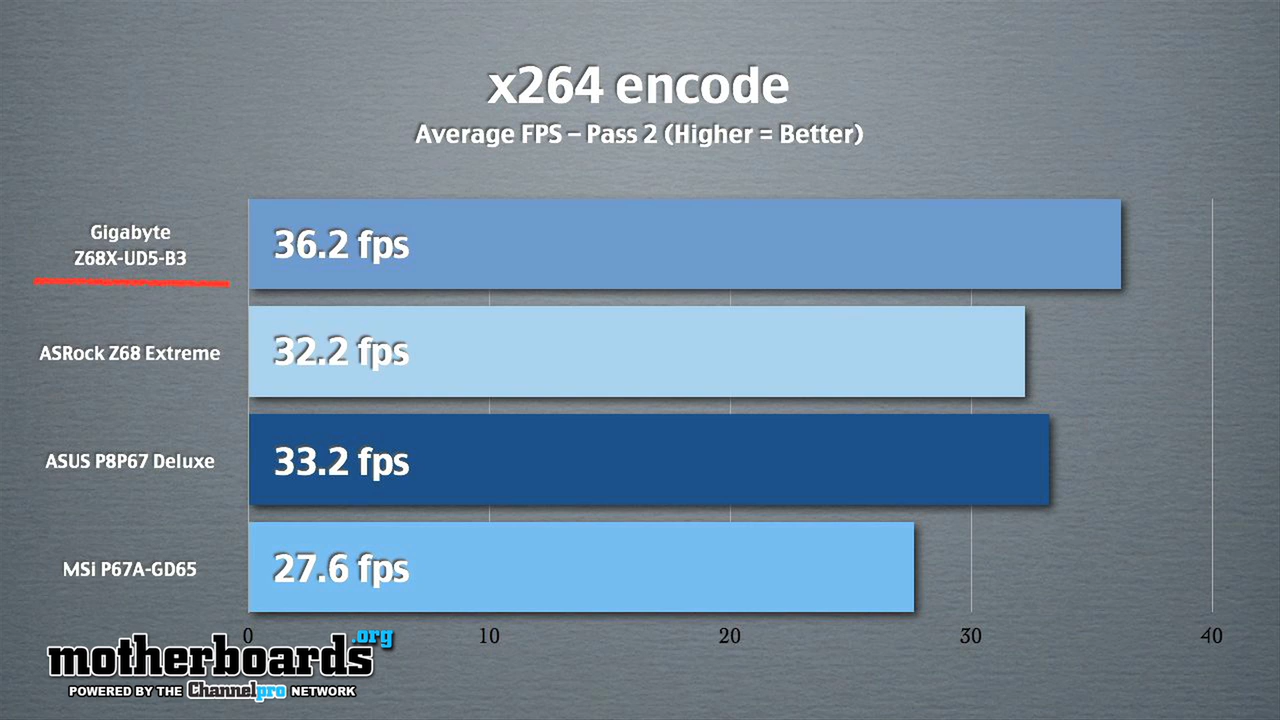 x264 encode
Average FPS – Pass 2 (Higher = Better)
Gigabyte
Z68X-UD5-B3
36.2 fps
ASRock Z68 Extreme
32.2 fps
ASUS P8P67 Deluxe
33.2 fps
MSi P67A-GD65
27.6 fps
0 10 20 30 40
motherboards.org
POWERED BY THE Channelpro NETWORK